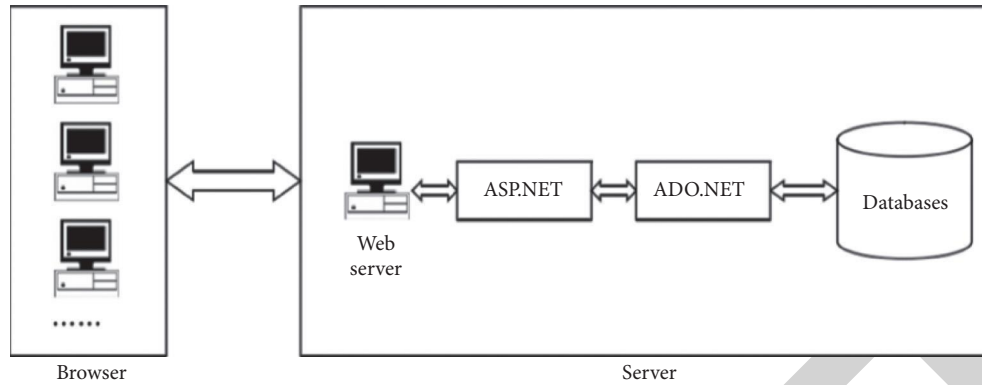 ASP.NET
ADO.NET
Databases
Web
server
......
Browser
Server